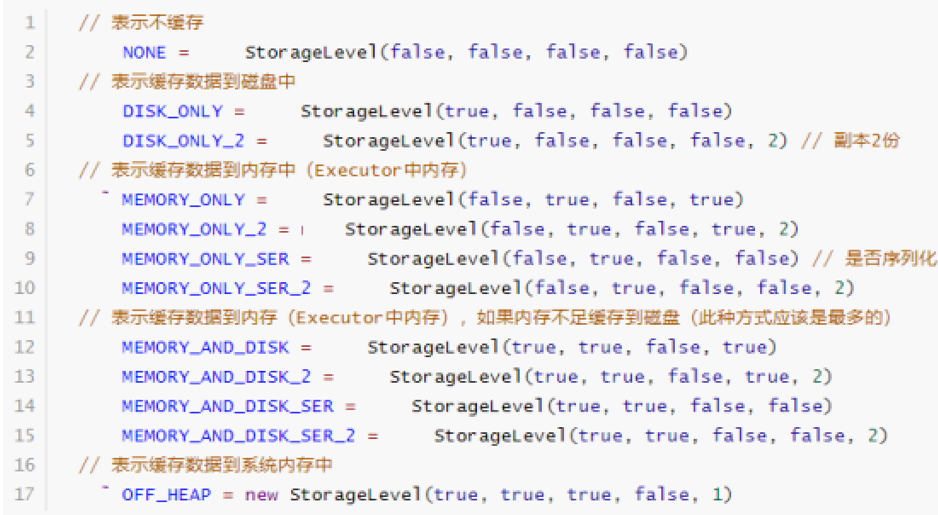 1 // 表示不缓存
2 NONE = StorageLevel(false, false, false, false)
3 // 表示缓存数据到磁盘中
4 DISK_ONLY = StorageLevel(true, false, false, false)
5 DISK_ONLY_2 = StorageLevel(true, false, false, false, 2) // 副本2份
6 // 表示缓存数据到内存中（Executor中内存）
7 MEMORY_ONLY = StorageLevel(false, true, false, true)
8 MEMORY_ONLY_2 = StorageLevel(false, true, false, true, 2)
9 MEMORY_ONLY_SER = StorageLevel(false, true, false, false) // 是否序列化
10 MEMORY_ONLY_SER_2 = StorageLevel(false, true, false, false, 2)
11 // 表示缓存数据到内存（Executor中内存），如果内存不足缓存到磁盘（此种方式应该是最多的）
12 MEMORY_AND_DISK = StorageLevel(true, true, false, true)
13 MEMORY_AND_DISK_2 = StorageLevel(true, true, false, true, 2)
14 MEMORY_AND_DISK_SER = StorageLevel(true, true, false, false)
15 MEMORY_AND_DISK_SER_2 = StorageLevel(true, true, false, false, 2)
16 // 表示缓存数据到系统内存中
17 OFF_HEAP = new StorageLevel(true, true, true, false, 1)